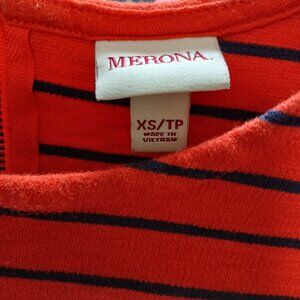 MERONA.
XS/TP
MADE IN
VIETNAM